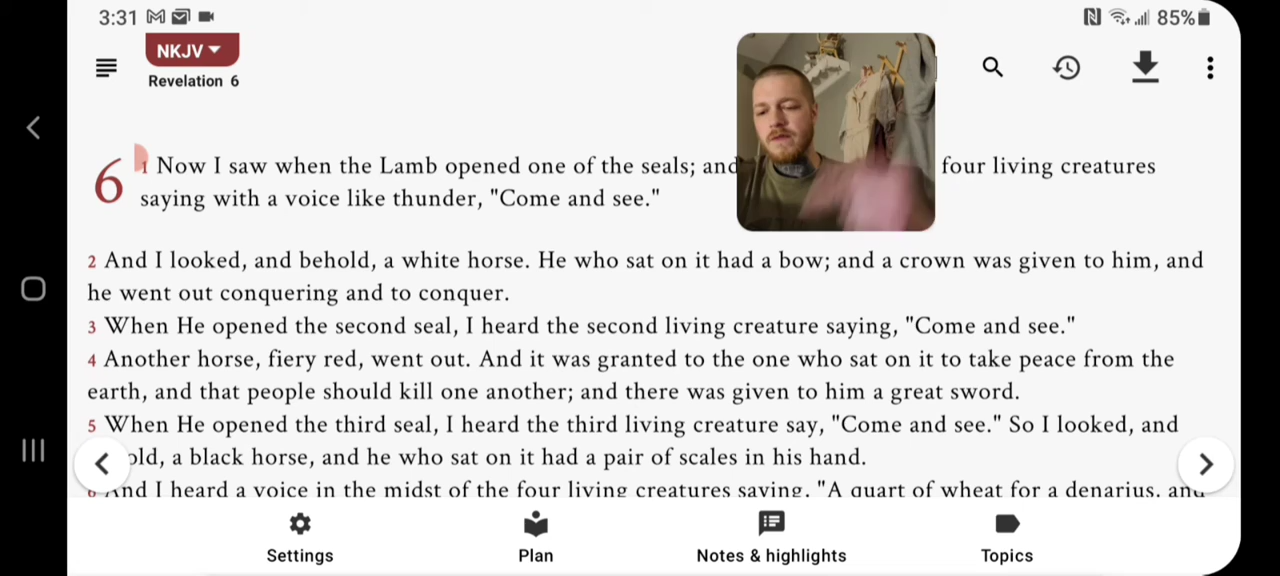 3:31 85%
NKJV
Revelation 6
6 1 Now I saw when the Lamb opened one of the seals; and four living creatures
saying with a voice like thunder, "Come and see."
2 And I looked, and behold, a white horse. He who sat on it had a bow; and a crown was given to him, and
he went out conquering and to conquer.
3 When He opened the second seal, I heard the second living creature saying, "Come and see."
4 Another horse, fiery red, went out. And it was granted to the one who sat on it to take peace from the
earth, and that people should kill one another; and there was given to him a great sword.
5 When He opened the third seal, I heard the third living creature say, "Come and see." So I looked, and
old, a black horse, and he who sat on it had a pair of scales in his hand.
6 And I heard a voice in the midst of the four living creatures saying, "A quart of wheat for a denarius, and
Settings Plan Notes & highlights Topics